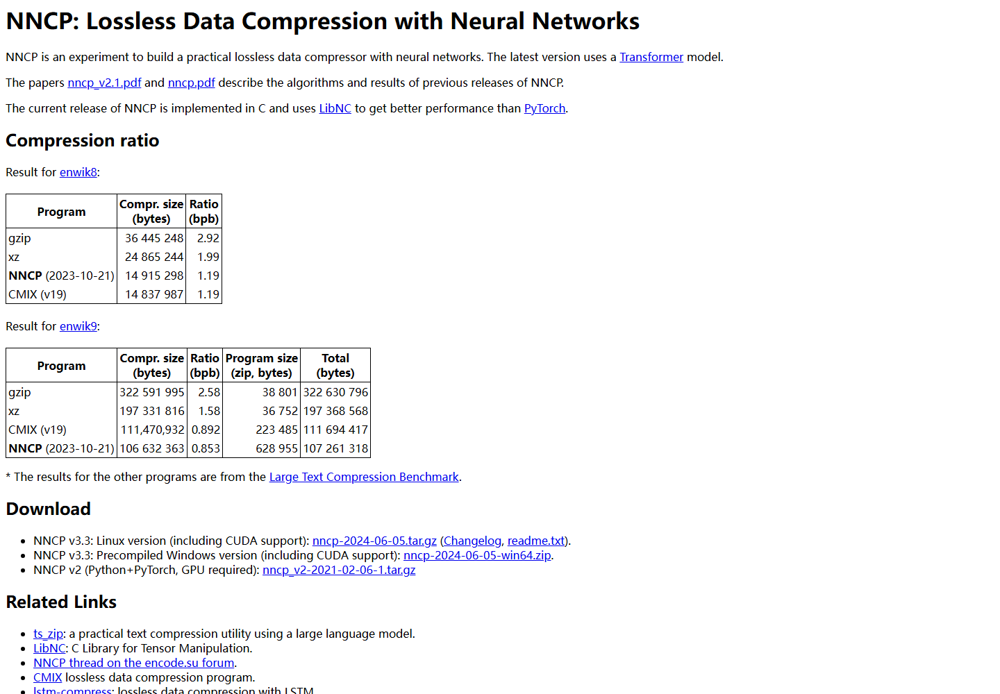 NNCP: Lossless Data Compression with Neural Networks
NNCP is an experiment to build a practical lossless data compressor with neural networks. The latest version uses a Transformer model.
The papers nncp_v2.1.pdf and nncp.pdf describe the algorithms and results of previous releases of NNCP.
The current release of NNCP is implemented in C and uses LibNC to get better performance than PyTorch.
Compression ratio
Result for enwik8:
Program Compr. size (bytes) Ratio (bpb)
gzip 36 445 248 2.92
xz 24 865 244 1.99
NNCP (2023-10-21) 14 915 298 1.19
CMIX (v19) 14 837 987 1.19
Result for enwik9:
Program Compr. size (bytes) Ratio (bpb) Program size (zip, bytes) Total (bytes)
gzip 322 591 995 2.58 38 801 322 630 796
xz 197 331 816 1.58 36 752 197 368 568
CMIX (v19) 111,470,932 0.892 223 485 111 694 417
NNCP (2023-10-21) 106 632 363 0.853 628 955 107 261 318
* The results for the other programs are from the Large Text Compression Benchmark.
Download
• NNCP v3.3: Linux version (including CUDA support): nncp-2024-06-05.tar.gz (Changelog, readme.txt).
• NNCP v3.3: Precompiled Windows version (including CUDA support): nncp-2024-06-05-win64.zip.
• NNCP v2 (Python+PyTorch, GPU required): nncp_v2-2021-02-06-1.tar.gz
Related Links
• ts_zip: a practical text compression utility using a large language model.
• LibNC: C Library for Tensor Manipulation.
• NNCP thread on the encode.su forum.
• CMIX lossless data compression program.
• lstm-compress: lossless data compression with LSTM